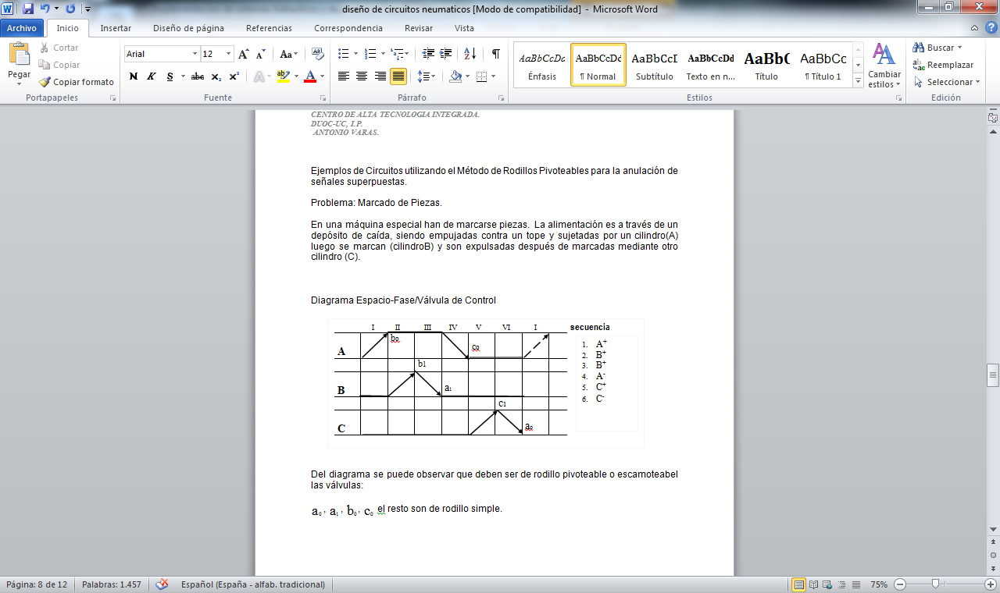 diseño de circuitos neumaticos [Modo de compatibilidad] - Microsoft Word
Archivo Inicio Insertar Diseño de página Referencias Correspondencia Revisar Vista
Pegar
Cortar
Copiar
Copiar formato
Portapapeles
Arial 12
N K S abc x₂ x²
Fuente
Párrafo
AaBbCcDc AaBbCcDd AaBbCcI AaBbCcDd AaBbC AaBbCc
Énfasis ¶ Normal Subtítulo Texto en n... Título ¶ Título 1
Cambiar estilos
Estilos
Buscar
Reemplazar
Seleccionar
Edición
CENTRO DE ALTA TECNOLOGIA INTEGRADA.
DUOC-UC, I.P.
ANTONIO VARAS.
Ejemplos de Circuitos utilizando el Método de Rodillos Pivoteables para la anulación de
señales superpuestas.
Problema: Marcado de Piezas.
En una máquina especial han de marcarse piezas. La alimentación es a través de un
depósito de caída, siendo empujadas contra un tope y sujetadas por un cilindro(A)
luego se marcan (cilindroB) y son expulsadas después de marcadas mediante otro
cilindro (C).
Diagrama Espacio-Fase/Válvula de Control
I II III IV V VI I secuencia
A b0 c0
B b1 a1
C c1 a0
1. A+
2. B+
3. B+
4. A-
5. C+
6. C-
Del diagrama se puede observar que deben ser de rodillo pivoteable o escamoteabel
las válvulas:
a₀, a₁, b₀, c₀ el resto son de rodillo simple.
Página: 8 de 12 Palabras: 1.457 Español (España - alfab. tradicional) 75%